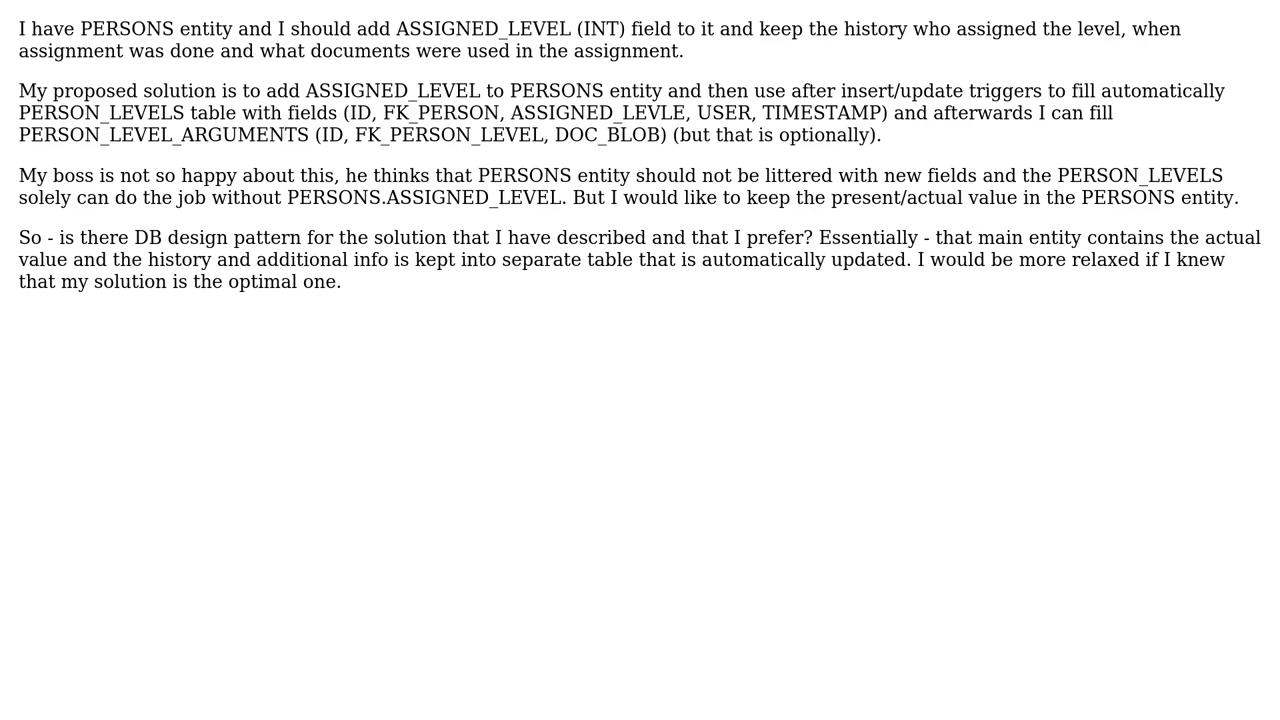 I have PERSONS entity and I should add ASSIGNED_LEVEL (INT) field to it and keep the history who assigned the level, when
assignment was done and what documents were used in the assignment.
My proposed solution is to add ASSIGNED_LEVEL to PERSONS entity and then use after insert/update triggers to fill automatically
PERSON_LEVELS table with fields (ID, FK_PERSON, ASSIGNED_LEVLE, USER, TIMESTAMP) and afterwards I can fill
PERSON_LEVEL_ARGUMENTS (ID, FK_PERSON_LEVEL, DOC_BLOB) (but that is optionally).
My boss is not so happy about this, he thinks that PERSONS entity should not be littered with new fields and the PERSON_LEVELS
solely can do the job without PERSONS.ASSIGNED_LEVEL. But I would like to keep the present/actual value in the PERSONS entity.
So - is there DB design pattern for the solution that I have described and that I prefer? Essentially - that main entity contains the actual
value and the history and additional info is kept into separate table that is automatically updated. I would be more relaxed if I knew
that my solution is the optimal one.